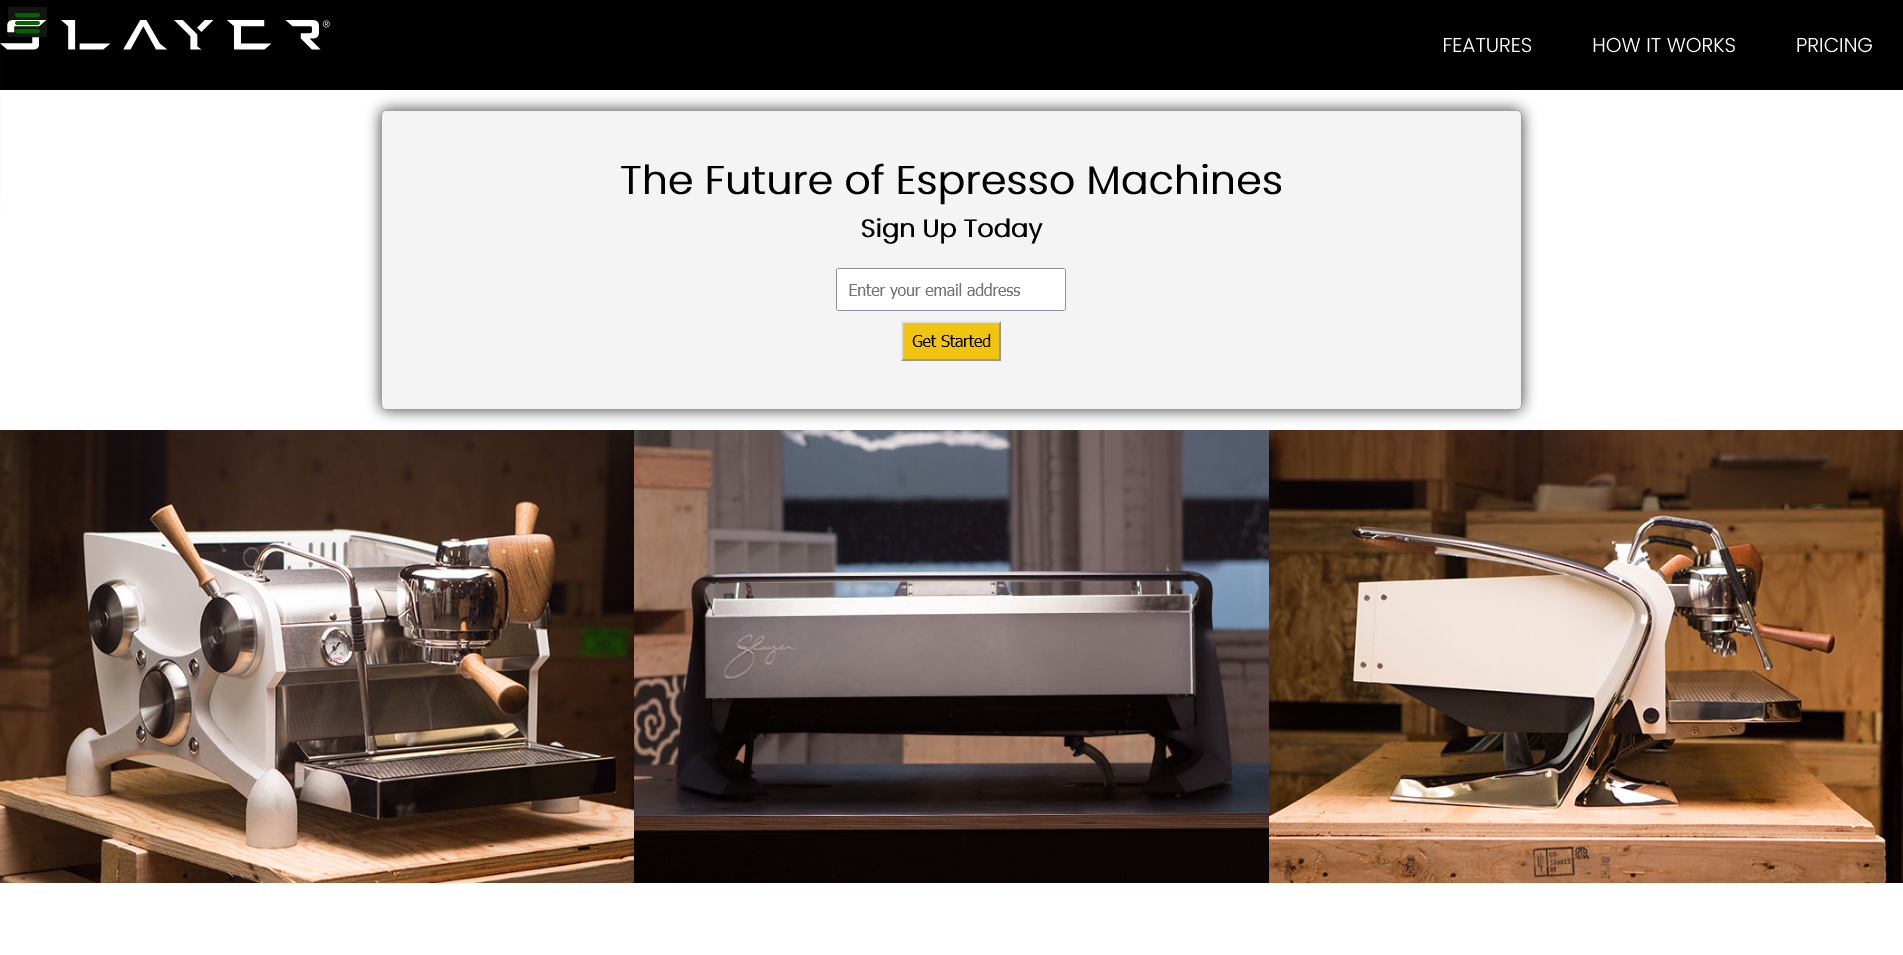 SLAYER®
FEATURES
HOW IT WORKS
PRICING
The Future of Espresso Machines
Sign Up Today
Enter your email address
Get Started
Slayer